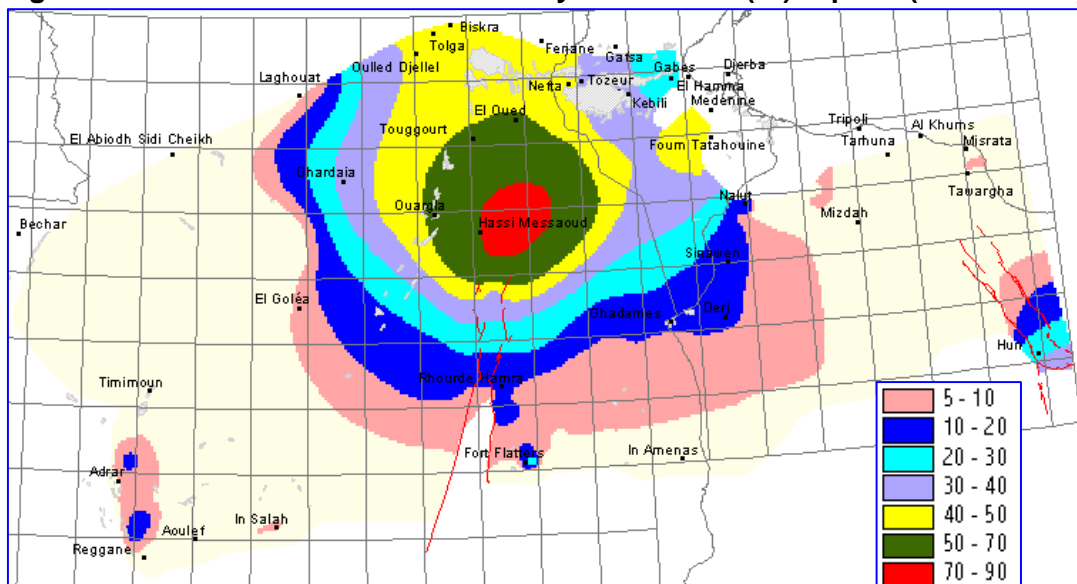 Biskra
Tolga
Feriane
Gafsa
Oulled Djellel
Gabes
Djerba
Laghouat
Nefta
Tozeur
El Hamma
Kebili
Medenine
El Oued
Tripoli
Al Khums
Touggourt
El Abiodh Sidi Cheikh
Foum Tatahouine
Tarhuna
Misrata
Ghardaia
Tawargha
Nalut
Ouargla
Mizdah
Bechar
Hassi Messaoud
Sinawen
El Goléa
Ghadames
Derj
Hun
Timimoun
Rhourde Hamra
5 - 10
10 - 20
20 - 30
Fort Flatters
In Amenas
Adrar
30 - 40
40 - 50
In Salah
Aoulef
50 - 70
Reggane
70 - 90